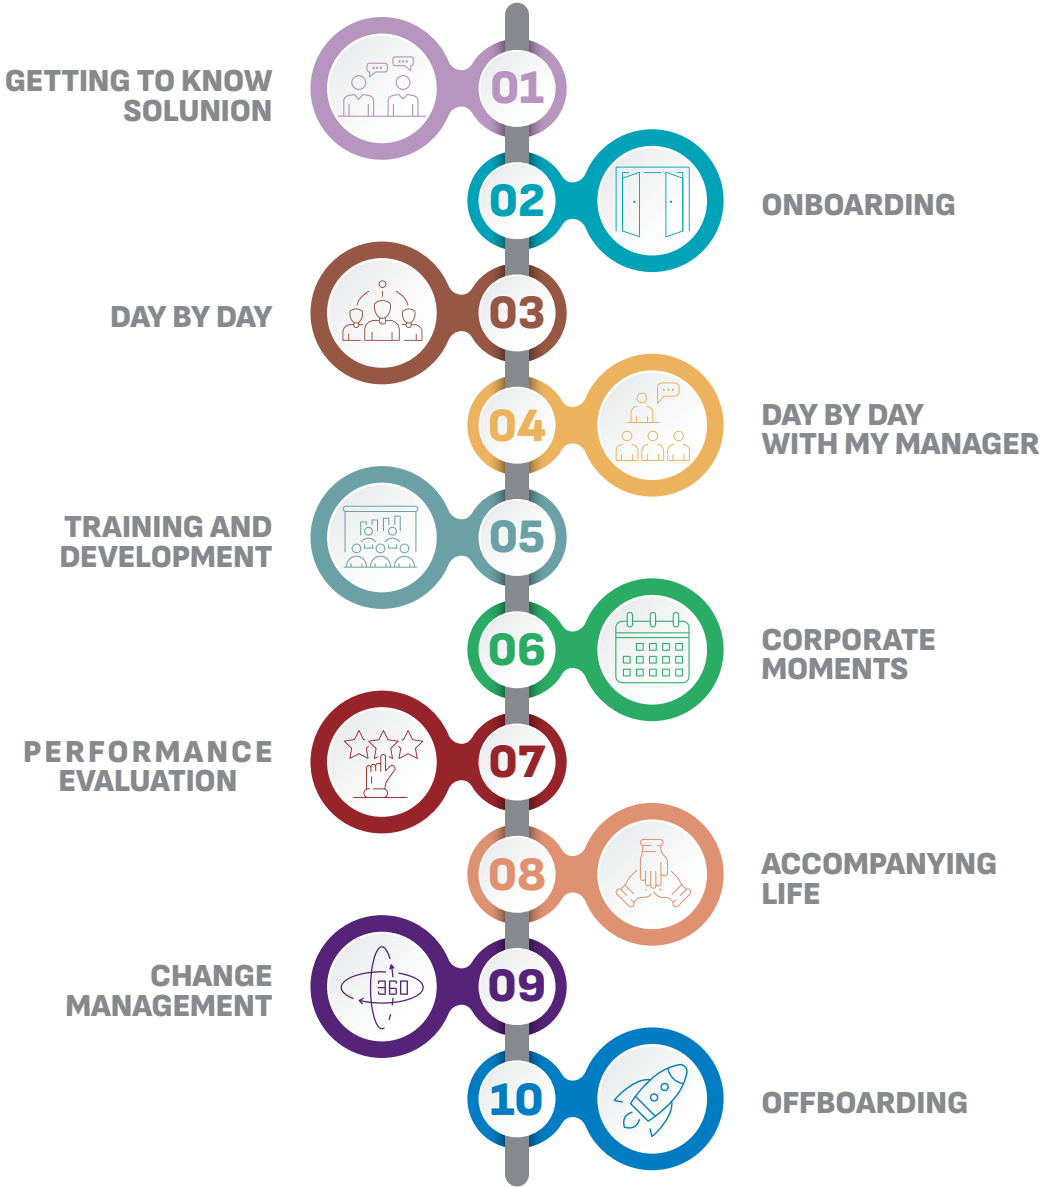 GETTING TO KNOW
SOLUNION
01
02
ONBOARDING
DAY BY DAY
03
04
DAY BY DAY
WITH MY MANAGER
TRAINING AND
DEVELOPMENT
05
06
CORPORATE
MOMENTS
PERFORMANCE
EVALUATION
07
08
ACCOMPANYING
LIFE
CHANGE
MANAGEMENT
360
09
10
OFFBOARDING